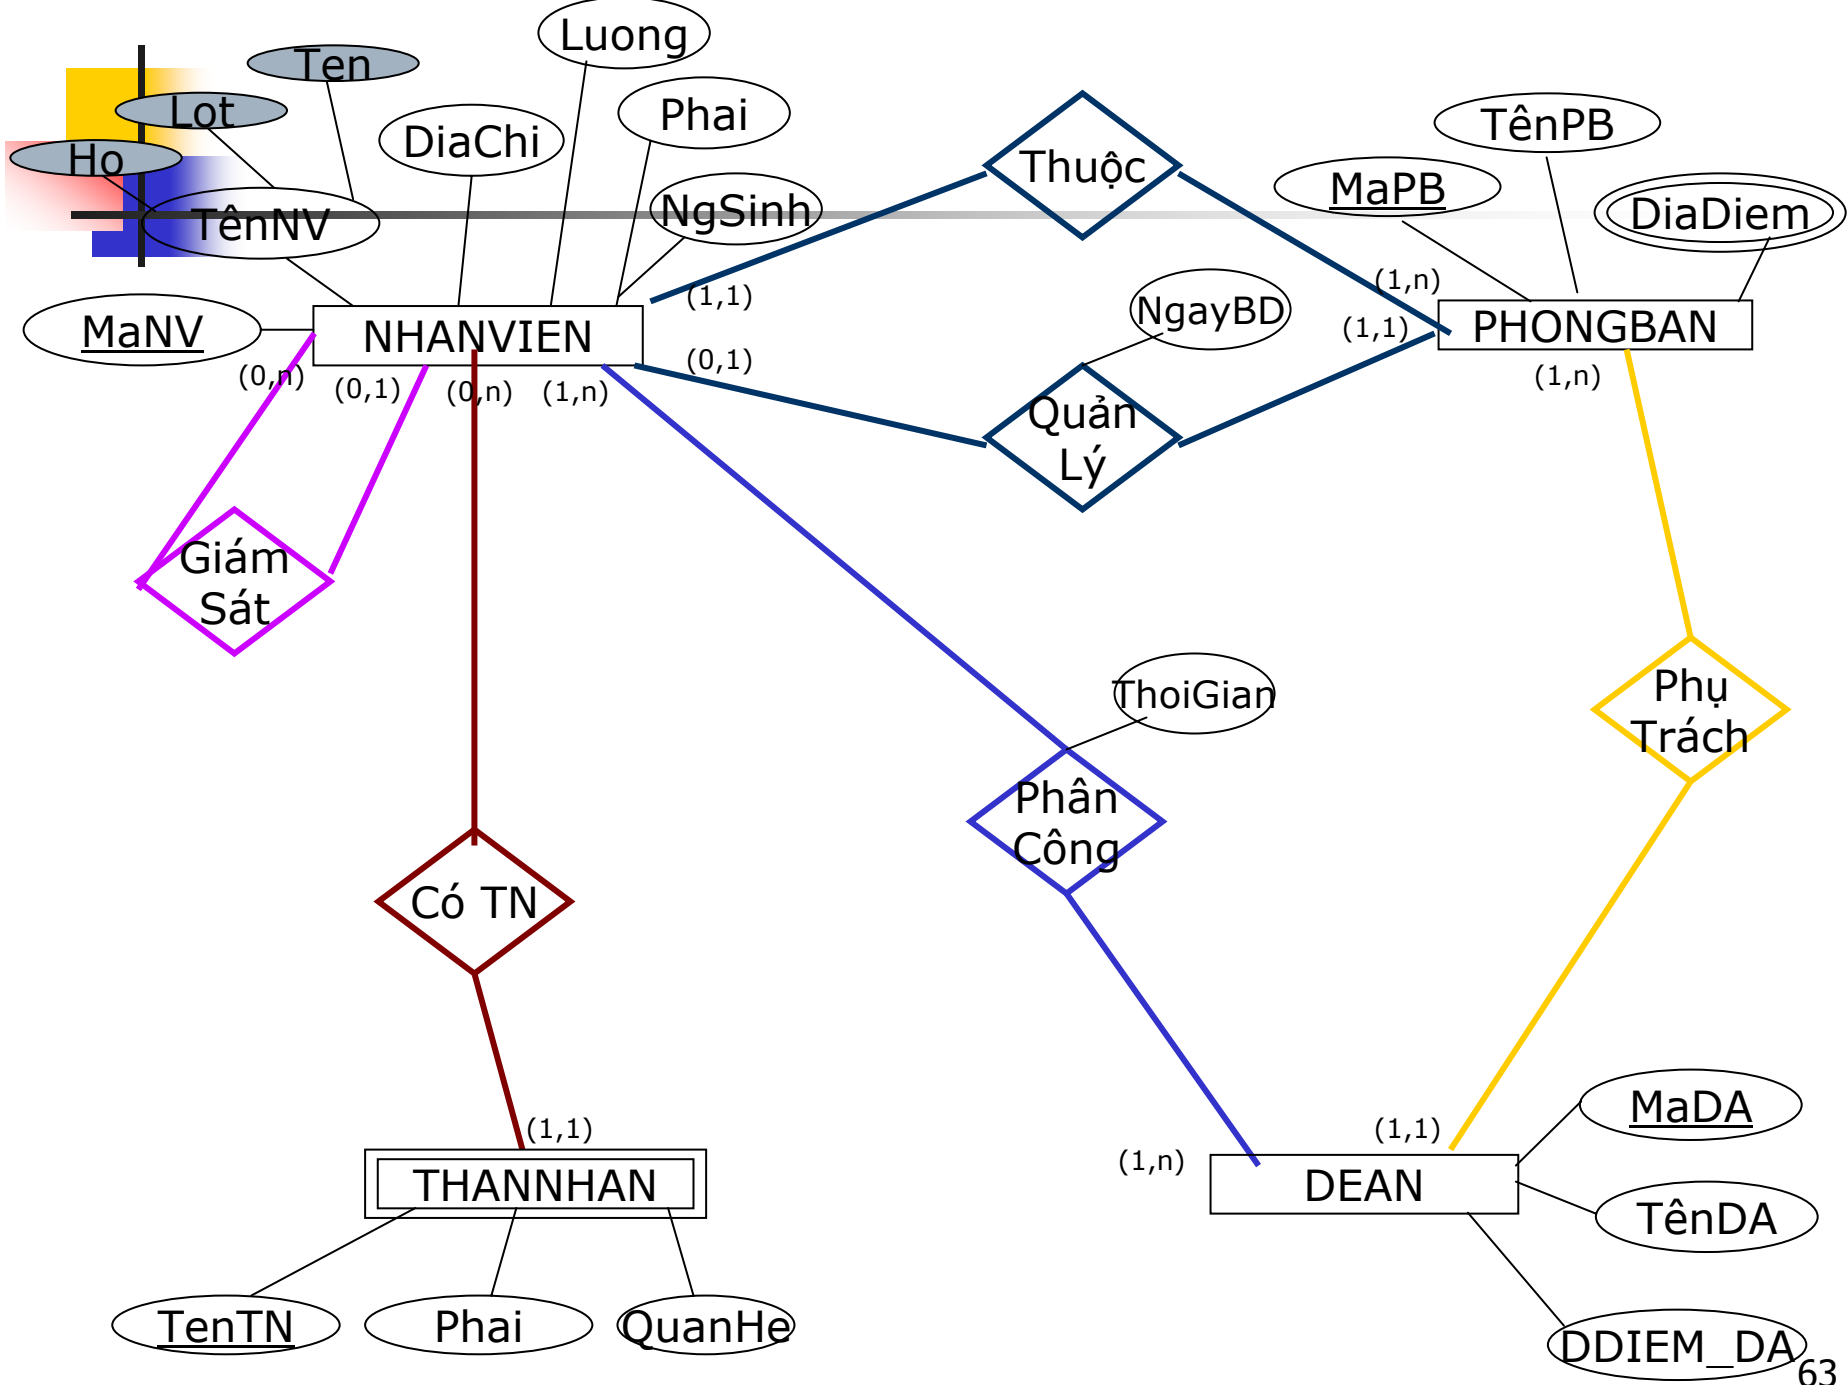 Luong
Ten
Lot
Phai
DiaChi
Ho
Thuộc
TênPB
MaPB
NgSinh
DiaDiem
TênNV
(1,1)
(1,n)
NgayBD
MaNV
NHANVIEN
(1,1)
PHONGBAN
(0,n)
(0,1)
(0,n)
(1,n)
(0,1)
(1,n)
Quản
Lý
Giám
Sát
ThoiGian
Phụ
Trách
Phân
Công
Có TN
(1,1)
(1,n)
(1,1)
MaDA
THANNHAN
DEAN
TênDA
TenTN
Phai
QuanHe
DDIEM_DA
63